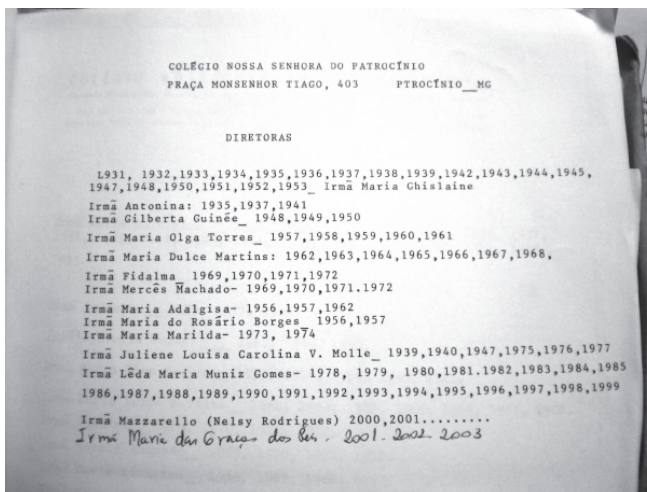 COLÉGIO NOSSA SENHORA DO PATROCÍNIO
PRAÇA MONSENHOR TIAGO, 403 PTROCÍNIO__MG
DIRETORAS
L931, 1932,1933,1934,1935,1936,1937,1938,1939,1942,1943,1944,1945,
1947,1948,1950,1951,1952,1953_ Irmã Maria Ghislaine
Irmã Antonina: 1935,1937,1941
Irmã Gilberta Guinée_ 1948,1949,1950
Irmã Maria Olga Torres_ 1957,1958,1959,1960,1961
Irmã Maria Dulce Martins: 1962,1963,1964,1965,1966,1967,1968,
Irmã Fidalma_ 1969,1970,1971,1972
Irmã Mercês Machado- 1969,1970,1971.1972
Irmã Maria Adalgisa- 1956,1957,1962
Irmã Maria do Rosário Borges_ 1956,1957
Irmã Maria Marilda- 1973, 1974
Irmã Juliene Louisa Carolina V. Molle_ 1939,1940,1947,1975,1976,1977
Irmã Lêda Maria Muniz Gomes- 1978, 1979, 1980,1981.1982,1983,1984,1985
1986,1987,1988,1989,1990,1991,1992,1993,1994,1995,1996,1997,1998,1999
Irmã Mazzarello (Nelsy Rodrigues) 2000,2001.........
Irmã Maria das Graças dos Reis. 2001. 2002. 2003